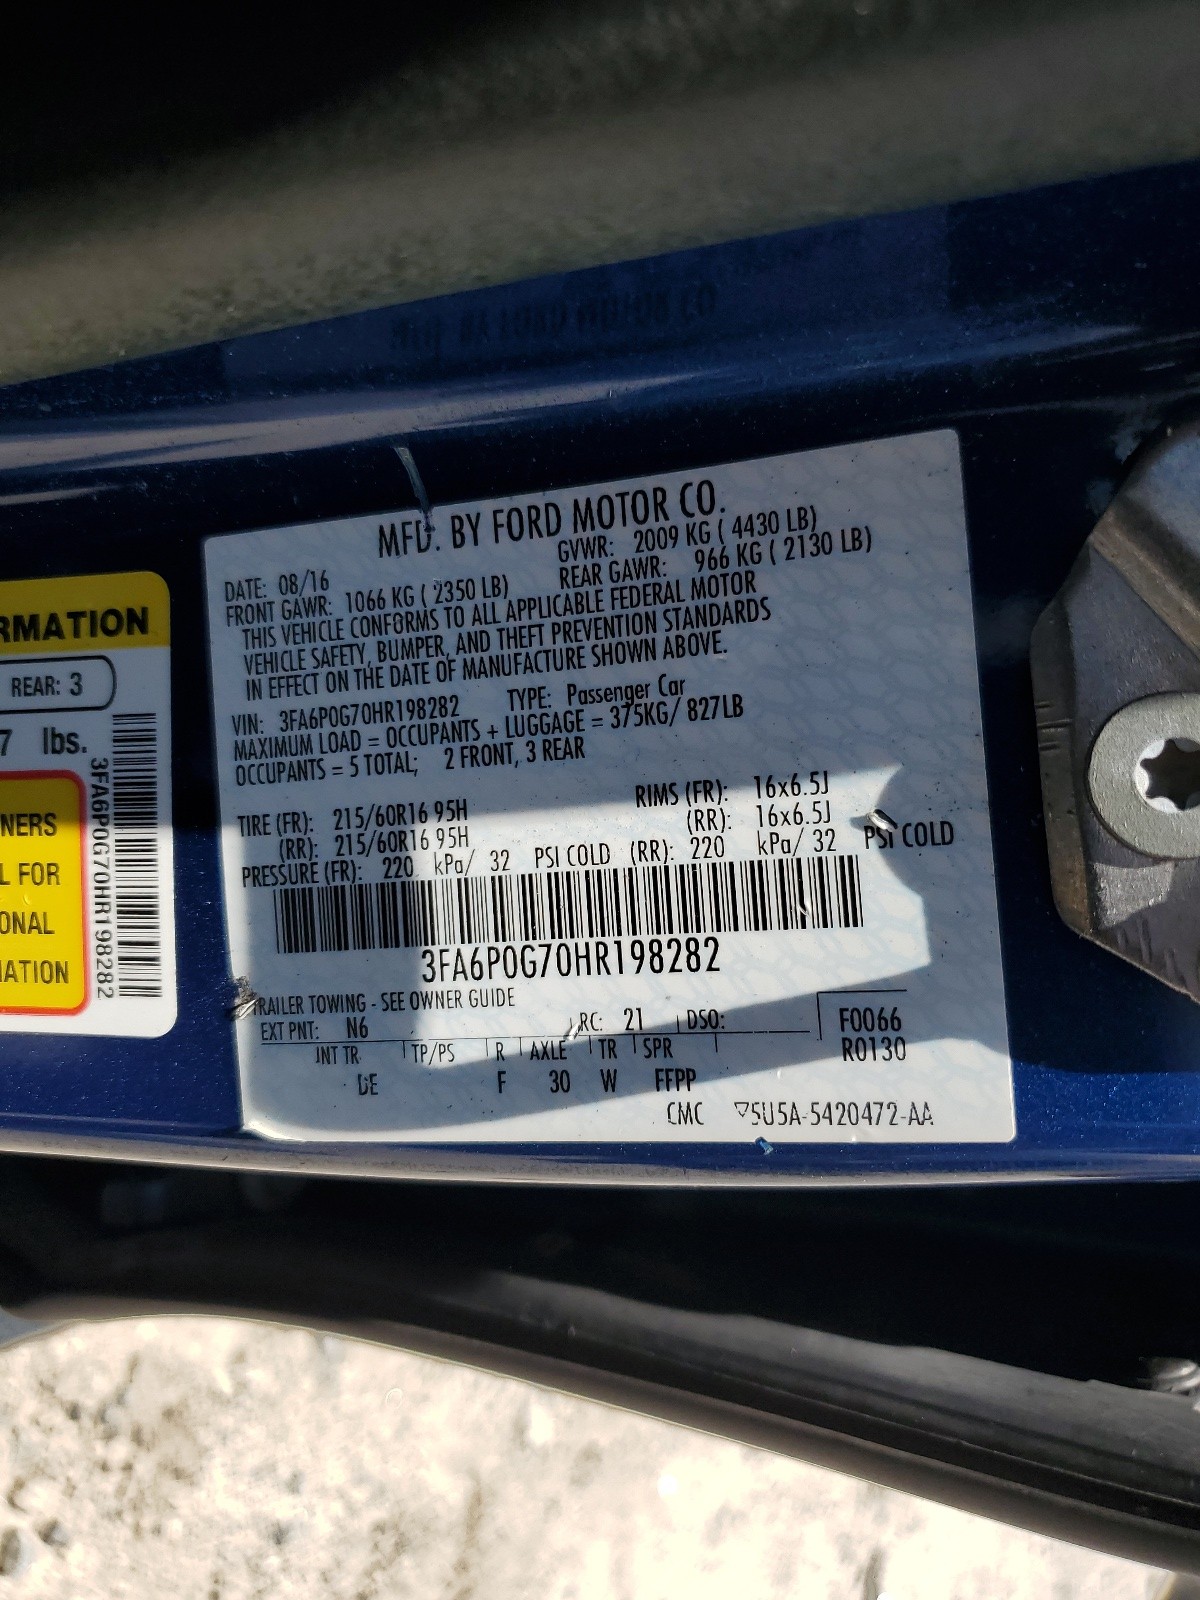 MFD. BY FORD MOTOR CO.
DATE: 08/16 GVWR: 2009 KG ( 4430 LB)
FRONT GAWR: 1066 KG ( 2350 LB) REAR GAWR: 966 KG ( 2130 LB)
THIS VEHICLE CONFORMS TO ALL APPLICABLE FEDERAL MOTOR
VEHICLE SAFETY, BUMPER, AND THEFT PREVENTION STANDARDS
IN EFFECT ON THE DATE OF MANUFACTURE SHOWN ABOVE.
VIN: 3FA6P0G70HR198282 TYPE: Passenger Car
MAXIMUM LOAD = OCCUPANTS + LUGGAGE = 375KG/ 827LB
OCCUPANTS = 5 TOTAL; 2 FRONT, 3 REAR
TIRE (FR): 215/60R16 95H RIMS (FR): 16x6.5J
(RR): 215/60R16 95H (RR): 16x6.5J
PRESSURE (FR): 220 kPa/ 32 PSI COLD (RR): 220 kPa/ 32 PSI COLD
3FA6P0G70HR198282
TRAILER TOWING - SEE OWNER GUIDE
EXT PNT: N6 RC: 21 DSO: F0066
INT TR TP/PS R AXLE TR SPR R0130
DE F 30 W FFPP
CMC ▽5U5A-5420472-AA
RMATION
REAR: 3
7 lbs.
NERS
L FOR
ONAL
MATION
3FA6P0G70HR198282